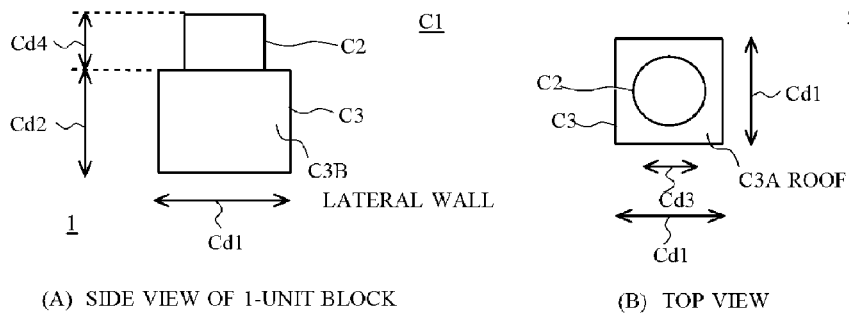 C1
Cd4
C2
Cd2
C3
C3B
LATERAL WALL
Cd1
1
(A) SIDE VIEW OF 1-UNIT BLOCK
C2
C3
Cd1
C3A ROOF
Cd3
Cd1
(B) TOP VIEW